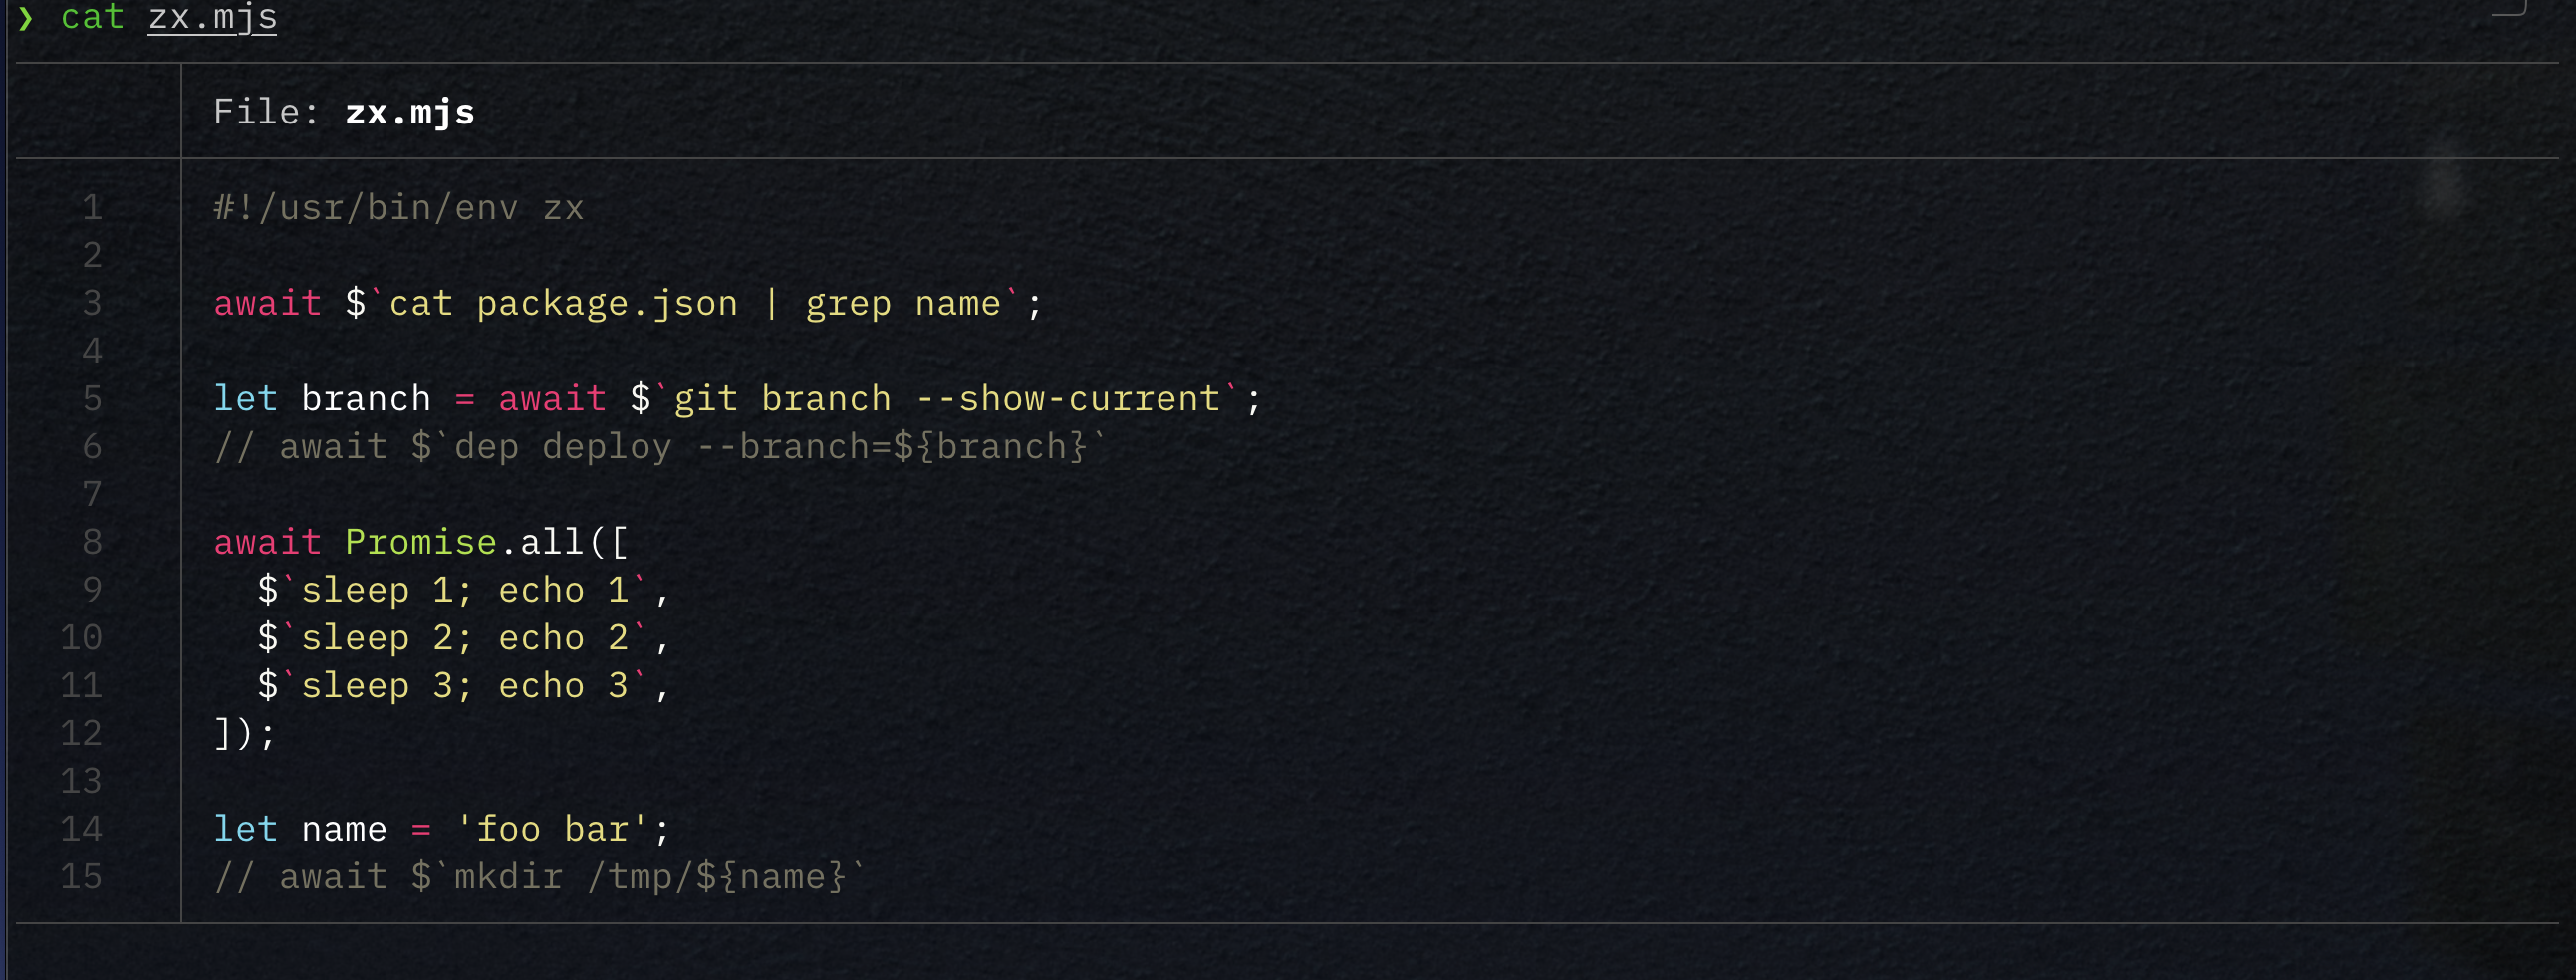 ❯ cat zx.mjs
File: zx.mjs
1 #!/usr/bin/env zx
2
3 await $`cat package.json | grep name`;
4
5 let branch = await $`git branch --show-current`;
6 // await $`dep deploy --branch=${branch}`
7
8 await Promise.all([
9   $`sleep 1; echo 1`,
10   $`sleep 2; echo 2`,
11   $`sleep 3; echo 3`,
12 ]);
13
14 let name = 'foo bar';
15 // await $`mkdir /tmp/${name}`